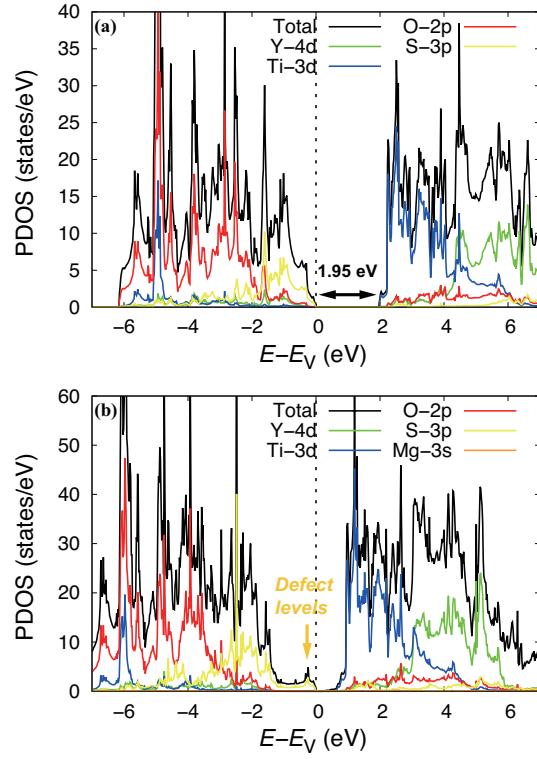 (a)
Total
O−2p
Y−4d
S−3p
Ti−3d
40
35
30
25
20
15
10
5
0
PDOS (states/eV)
1.95 eV
−6
−4
−2
0
2
4
6
E−EV (eV)
(b)
Total
O−2p
Y−4d
S−3p
Ti−3d
Mg−3s
60
50
40
30
20
10
0
PDOS (states/eV)
Defect
levels
−6
−4
−2
0
2
4
6
E−EV (eV)